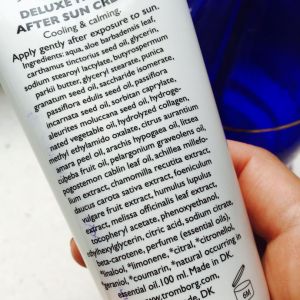 DELUXE
AFTER SUN CRE
Cooling & calming.
Apply gently after exposure to sun.
Ingredients: aqua, aloe barbadensis leaf,
carthamus tinctorius seed oil, glycerin,
sodium stearoyl lactylate, butyrospermum
parkii butter, glyceryl stearate, punica
granatum seed oil, saccharide isomerate,
passiflora edulis seed oil, passiflora
incarnata seed oil, sorbitan caprylate,
aleurites moluccana seed oil, hydroge-
nated vegetable oil, hydrolyzed collagen,
methyl ethylamido oxalate, citrus aurantium
amara peel oil, arachis hypogaea oil, litsea
cubeba fruit oil, pelargonium graveolens oil,
pogostemon cablin leaf oil, achillea millefo-
lium extract, chamomilla recutita extract,
daucus carota sativa extract, foeniculum
vulgare fruit extract, humulus lupulus
extract, melissa officinalis leaf extract,
tocopheryl acetate, phenoxyethanol,
ethylhexylglycerin, citric acid, sodium citrate,
beta-carotene, perfume (essential oils),
*linalool, *limonene, *citral, *citronellol,
*geraniol, *coumarin, *natural occuring in
essential oil. 100 ml. Made in DK.
www.tromborg.com
DK
6M